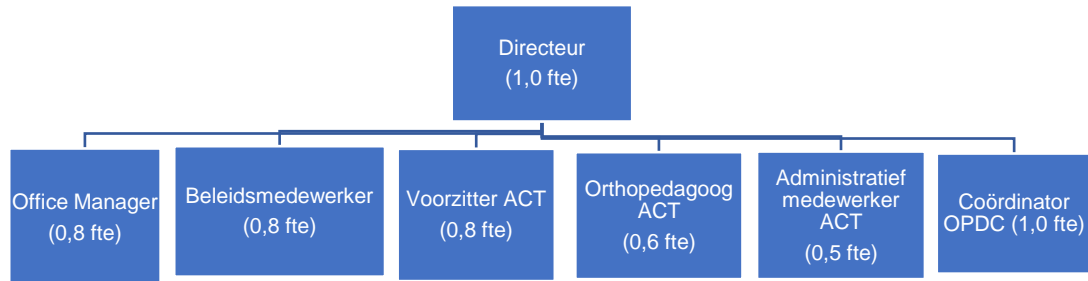 Directeur
(1,0 fte)
Office Manager
(0,8 fte)
Beleidsmedewerker
(0,8 fte)
Voorzitter ACT
(0,8 fte)
Orthopedagoog
ACT
(0,6 fte)
Administratief
medewerker
ACT
(0,5 fte)
Coördinator
OPDC (1,0 fte)